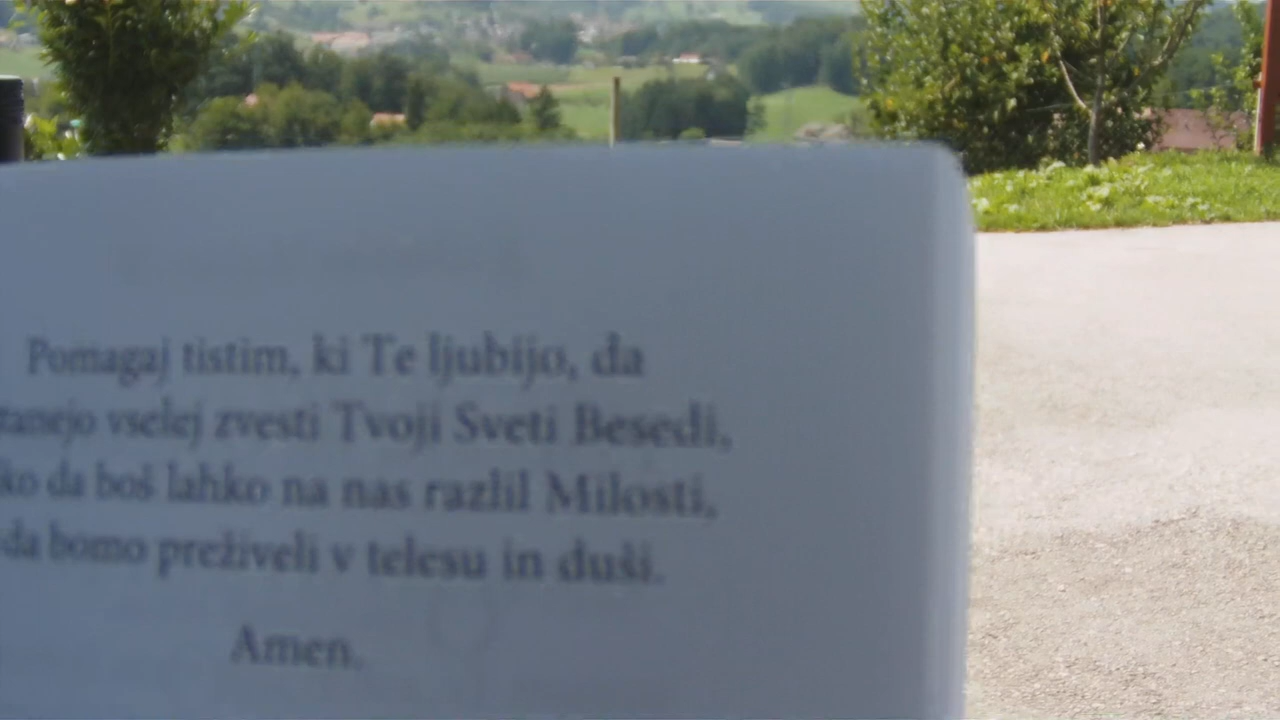 Pomagaj tistim, ki Te ljubijo, da
vselej zvesti Tvoji Sveti Besedi,
da boš lahko na nas razlil Milosti,
da bomo preživeli v telesu in duši.
Amen.